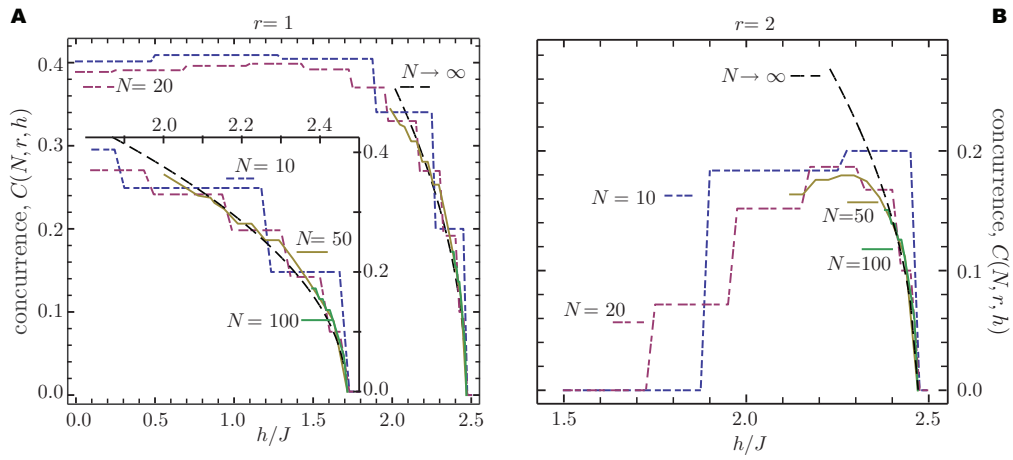 A
r = 1
concurrence, C(N, r, h)
0.4
0.3
0.2
0.1
0.0
N = 20
N → ∞
2.0 2.2 2.4
0.4
0.2
0.0
N = 10
N = 50
N = 100
0.0 0.5 1.0 1.5 2.0 2.5 3.0
h/J
r = 2
B
N → ∞
N = 10
N=50
N=100
N = 20
0.2
0.1
0.0
concurrence, C(N, r, h)
1.5 2.0 2.5
h/J